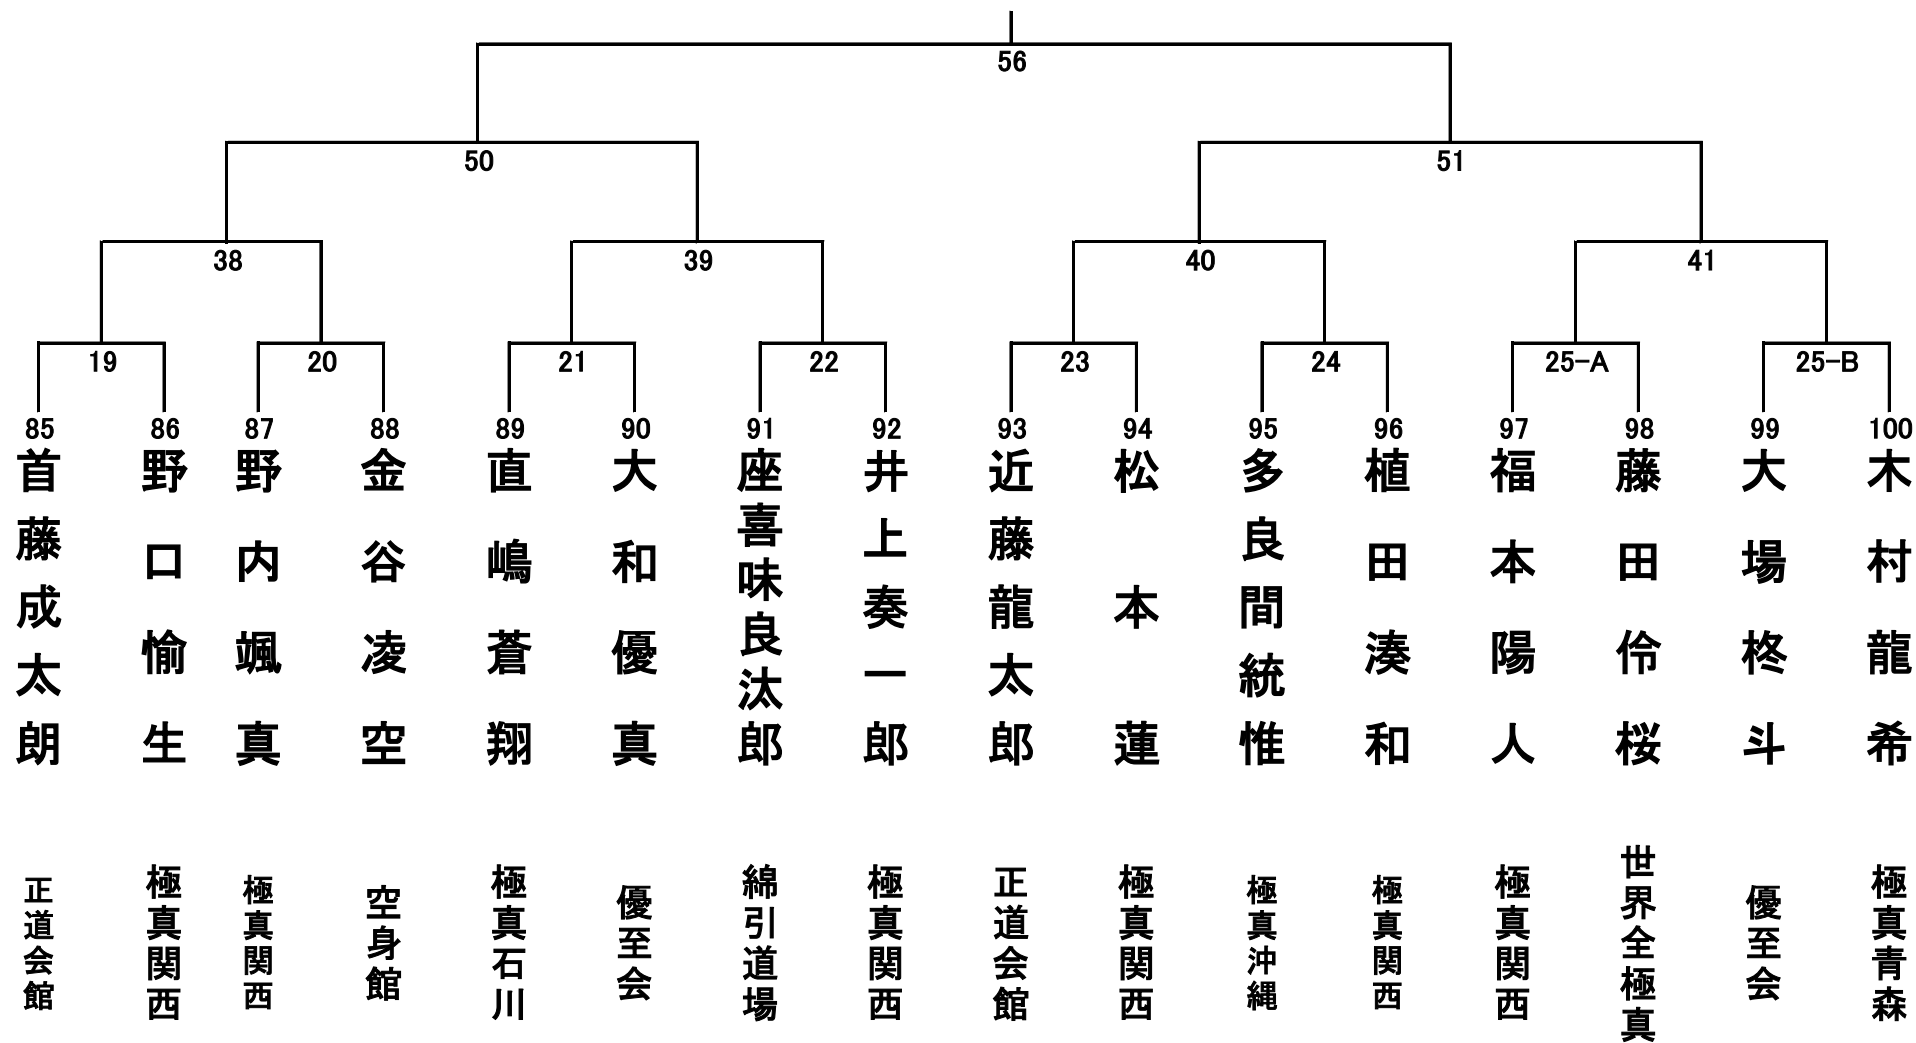 56
50
51
38
39
40
41
19
20
21
22
23
24
25-A
25-B
85
86
87
88
89
90
91
92
93
94
95
96
97
98
99
100
首藤成太朗
野口愉生
野内颯真
金谷凌空
直嶋蒼翔
大和優真
座喜味良汰郎
井上奏一郎
近藤龍太郎
松本蓮
多良間統惟
植田湊和
福本陽人
藤田伶桜
大場柊斗
木村龍希
正道会館
極真関西
極真関西
空身館
極真石川
優至会
綿引道場
極真関西
正道会館
極真関西
極真沖縄
極真関西
極真関西
世界全極真
優至会
極真青森